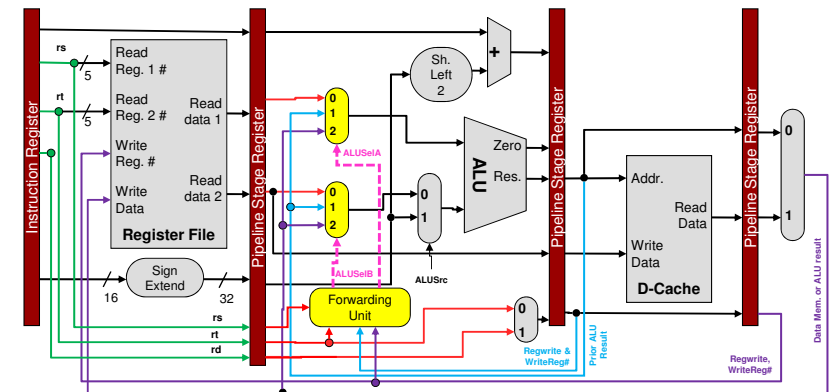 Instruction Register
rs
5
rt
5
Read
Reg. 1 #
Read
Reg. 2 #
Write
Reg. #
Write
Data
Read
data 1
Read
data 2
Register File
16
Sign
Extend
32
rs
rt
rd
Pipeline Stage Register
0
1
2
ALUSelA
0
1
2
ALUSelB
Forwarding
Unit
Sh.
Left
2
+
0
1
ALUSrc
ALU
Zero
Res.
0
1
Regwrite &
WriteReg#
Pipeline Stage Register
Prior ALU
Result
Addr.
Read
Data
Write
Data
D-Cache
Pipeline Stage Register
0
1
Regwrite,
WriteReg#
Data Mem. or ALU result